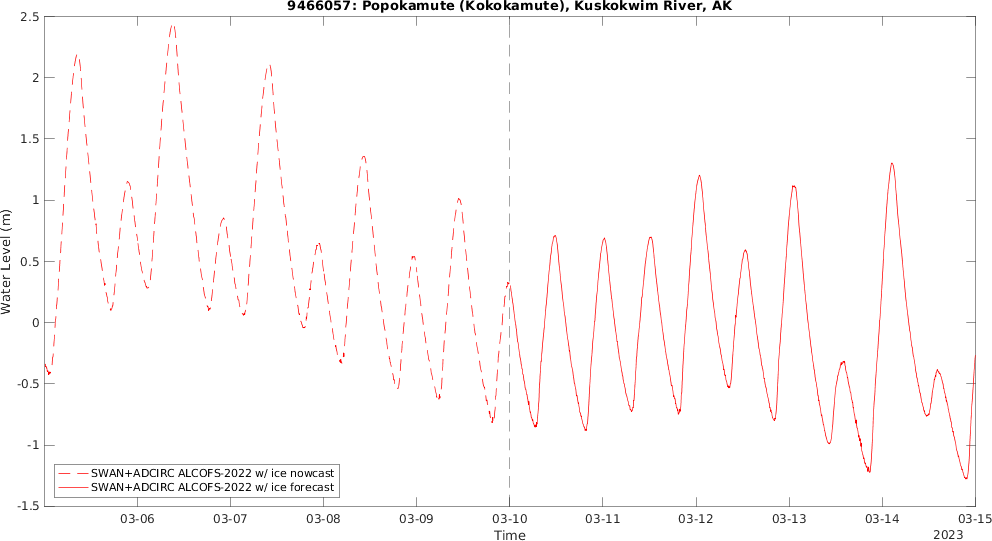 9466057: Popokamute (Kokokamute), Kuskokwim River, AK
2.5
2
1.5
1
0.5
0
-0.5
-1
-1.5
Water Level (m)
SWAN+ADCIRC ALCOFS-2022 w/ ice nowcast
SWAN+ADCIRC ALCOFS-2022 w/ ice forecast
03-06 03-07 03-08 03-09 03-10 03-11 03-12 03-13 03-14 03-15
Time
2023